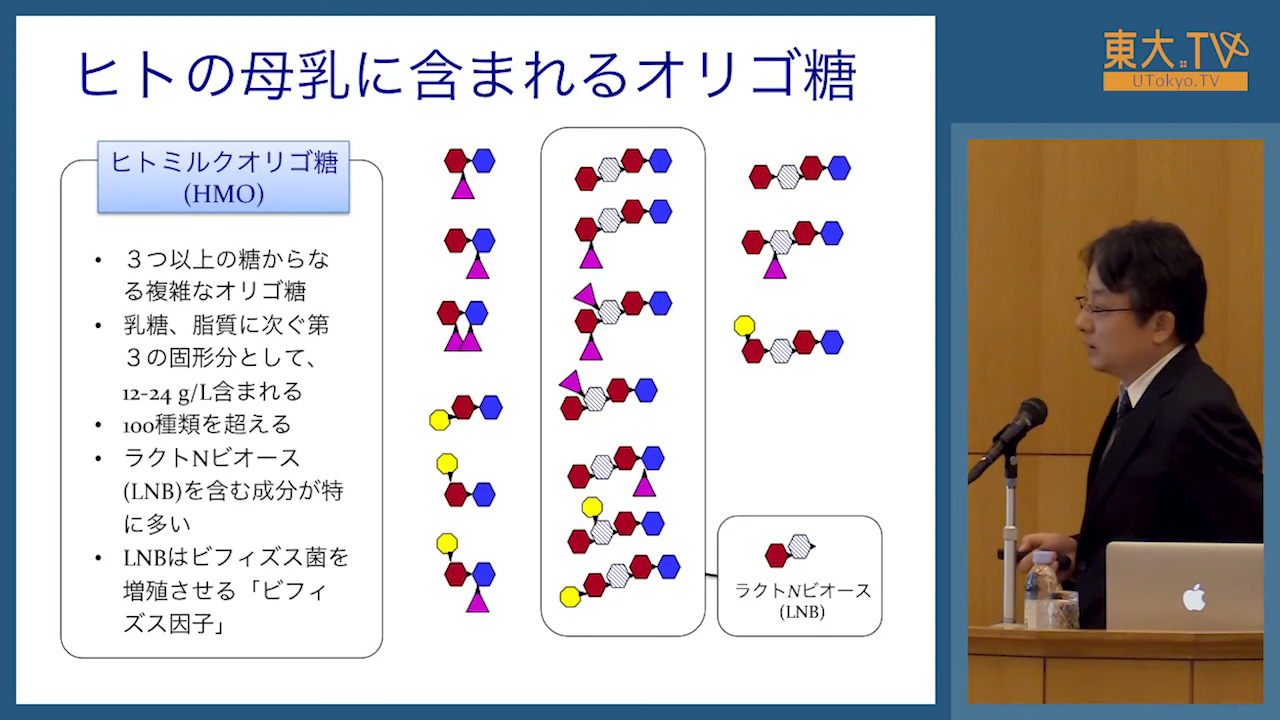 ヒトの母乳に含まれるオリゴ糖
ヒトミルクオリゴ糖
(HMO)
• ３つ以上の糖からな
る複雑なオリゴ糖
• 乳糖、脂質に次ぐ第
３の固形分として、
12-24 g/L含まれる
• 100種類を超える
• ラクトNビオース
(LNB)を含む成分が特
に多い
• LNBはビフィズス菌を
増殖させる「ビフィ
ズス因子」
ラクトNビオース
(LNB)
東大.TV
UTokyo.TV